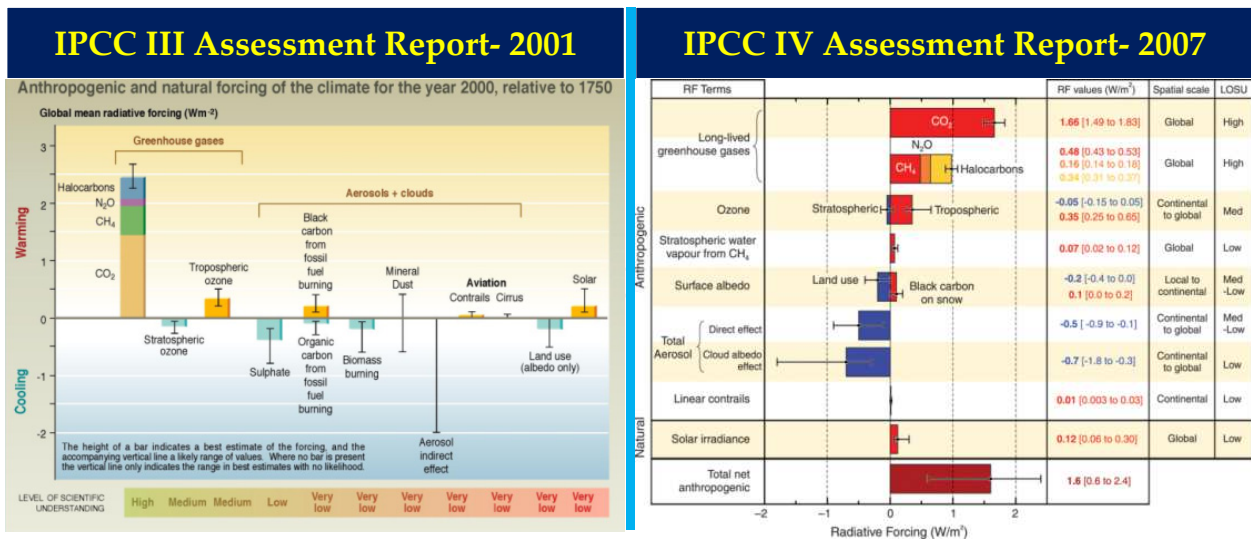 IPCC III Assessment Report- 2001
Anthropogenic and natural forcing of the climate for the year 2000, relative to 1750
Global mean radiative forcing (Wm⁻²)
Greenhouse gases
3
Halocarbons
2
N₂O
CH₄
Aerosols + clouds
Warming
1
CO₂
Tropospheric
ozone
Black
carbon
from
fossil
fuel
burning
Mineral
Dust
Aviation
Contrails Cirrus
Solar
0
Stratospheric
ozone
Sulphate
Organic
carbon
from
fossil
fuel
burning
Biomass
burning
Land use
(albedo only)
Cooling
-1
-2
Aerosol
indirect
effect
The height of a bar indicates a best estimate of the forcing, and the
accompanying vertical line a likely range of values. Where no bar is present
the vertical line only indicates the range in best estimates with no likelihood.
LEVEL OF SCIENTIFIC
UNDERSTANDING
High Medium Medium Low Very low Very low Very low Very low Very low Very low Very low
IPCC IV Assessment Report- 2007
RF Terms
RF values (W/m²) Spatial scale LOSU
Anthropogenic
Long-lived
greenhouse gases
CO₂
1.66 [1.49 to 1.83] Global High
N₂O
CH₄ Halocarbons
0.48 [0.43 to 0.53]
0.16 [0.14 to 0.18] Global High
0.34 [0.31 to 0.37]
Ozone Stratospheric Tropospheric
-0.05 [-0.15 to 0.05]
0.35 [0.25 to 0.65]
Continental
to global
Med
Stratospheric water
vapour from CH₄
0.07 [0.02 to 0.12] Global Low
Surface albedo
Land use
Black carbon
on snow
-0.2 [-0.4 to 0.0]
0.1 [0.0 to 0.2]
Local to
continental
Med
-Low
Total
Aerosol
Direct effect
-0.5 [ -0.9 to -0.1]
Continental
to global
Med
-Low
Cloud albedo
effect
-0.7 [-1.8 to -0.3]
Continental
to global
Low
Linear contrails
0.01 [0.003 to 0.03] Continental Low
Natural
Solar irradiance
0.12 [0.06 to 0.30] Global Low
Total net
anthropogenic
1.6 [0.6 to 2.4]
-2 -1 0 1 2
Radiative Forcing (W/m²)